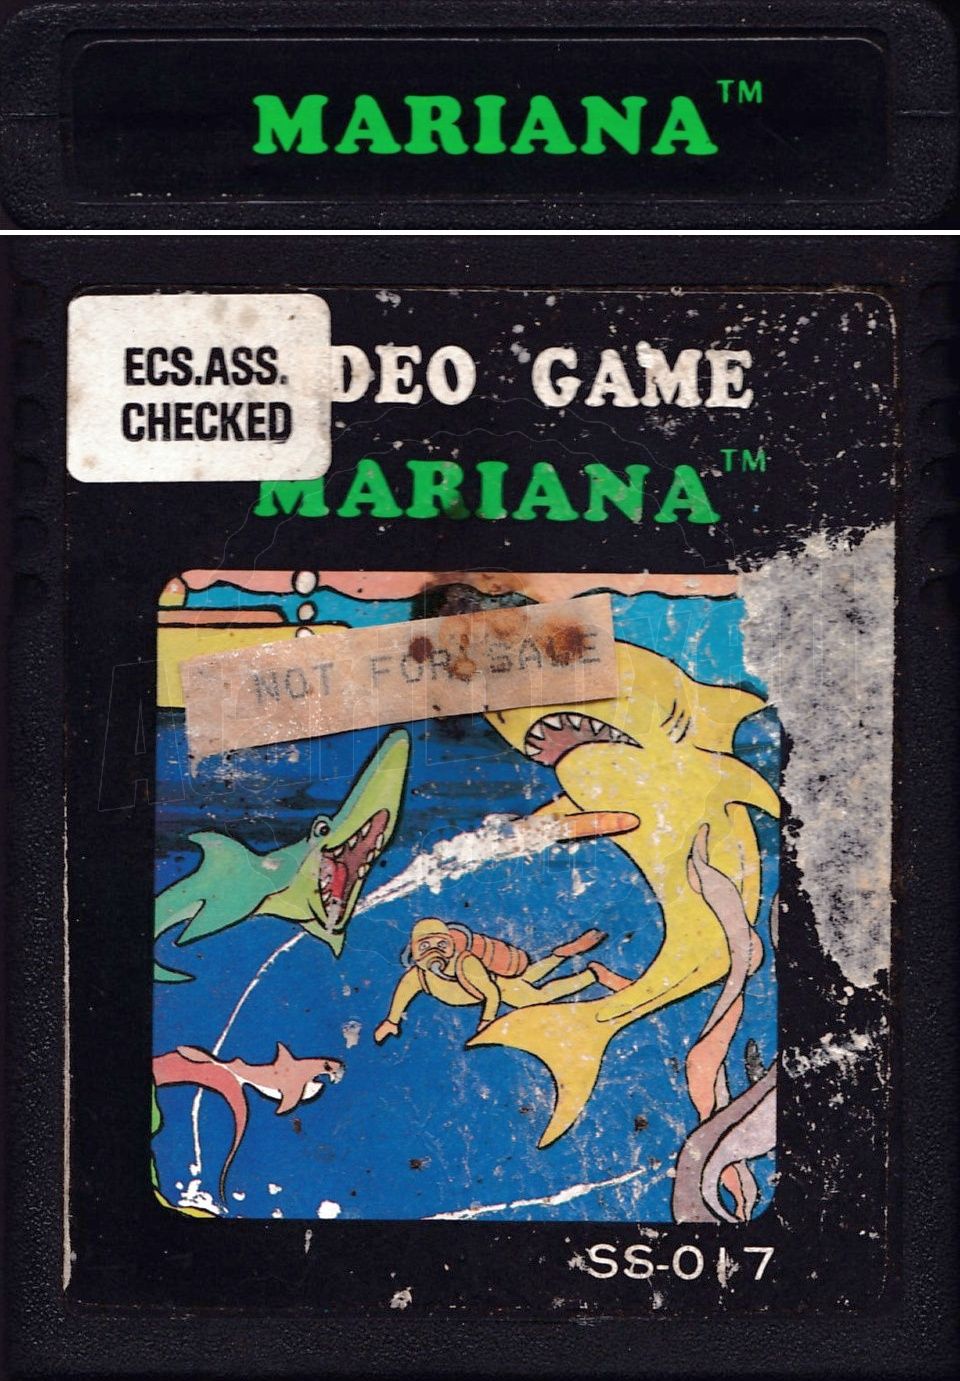 MARIANA™
ECS.ASS.
CHECKED
DEO GAME
MARIANA™
NOT FOR SALE
SS-017